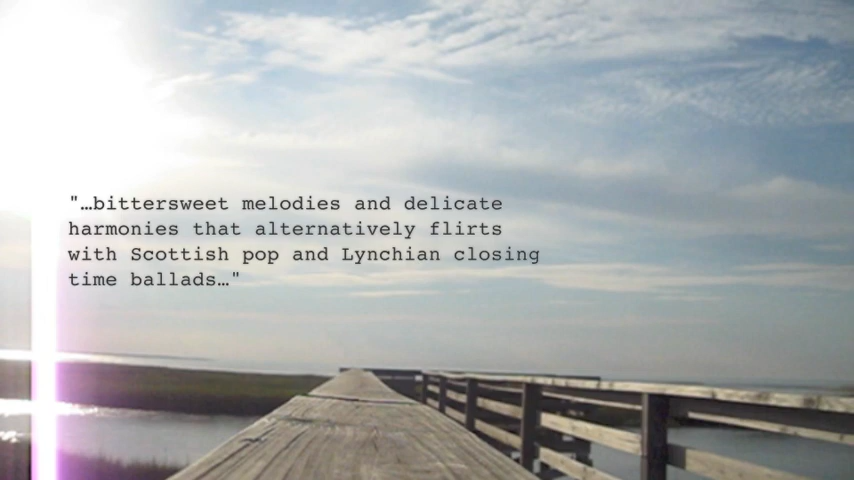 "…bittersweet melodies and delicate
harmonies that alternatively flirts
with Scottish pop and Lynchian closing
time ballads…"